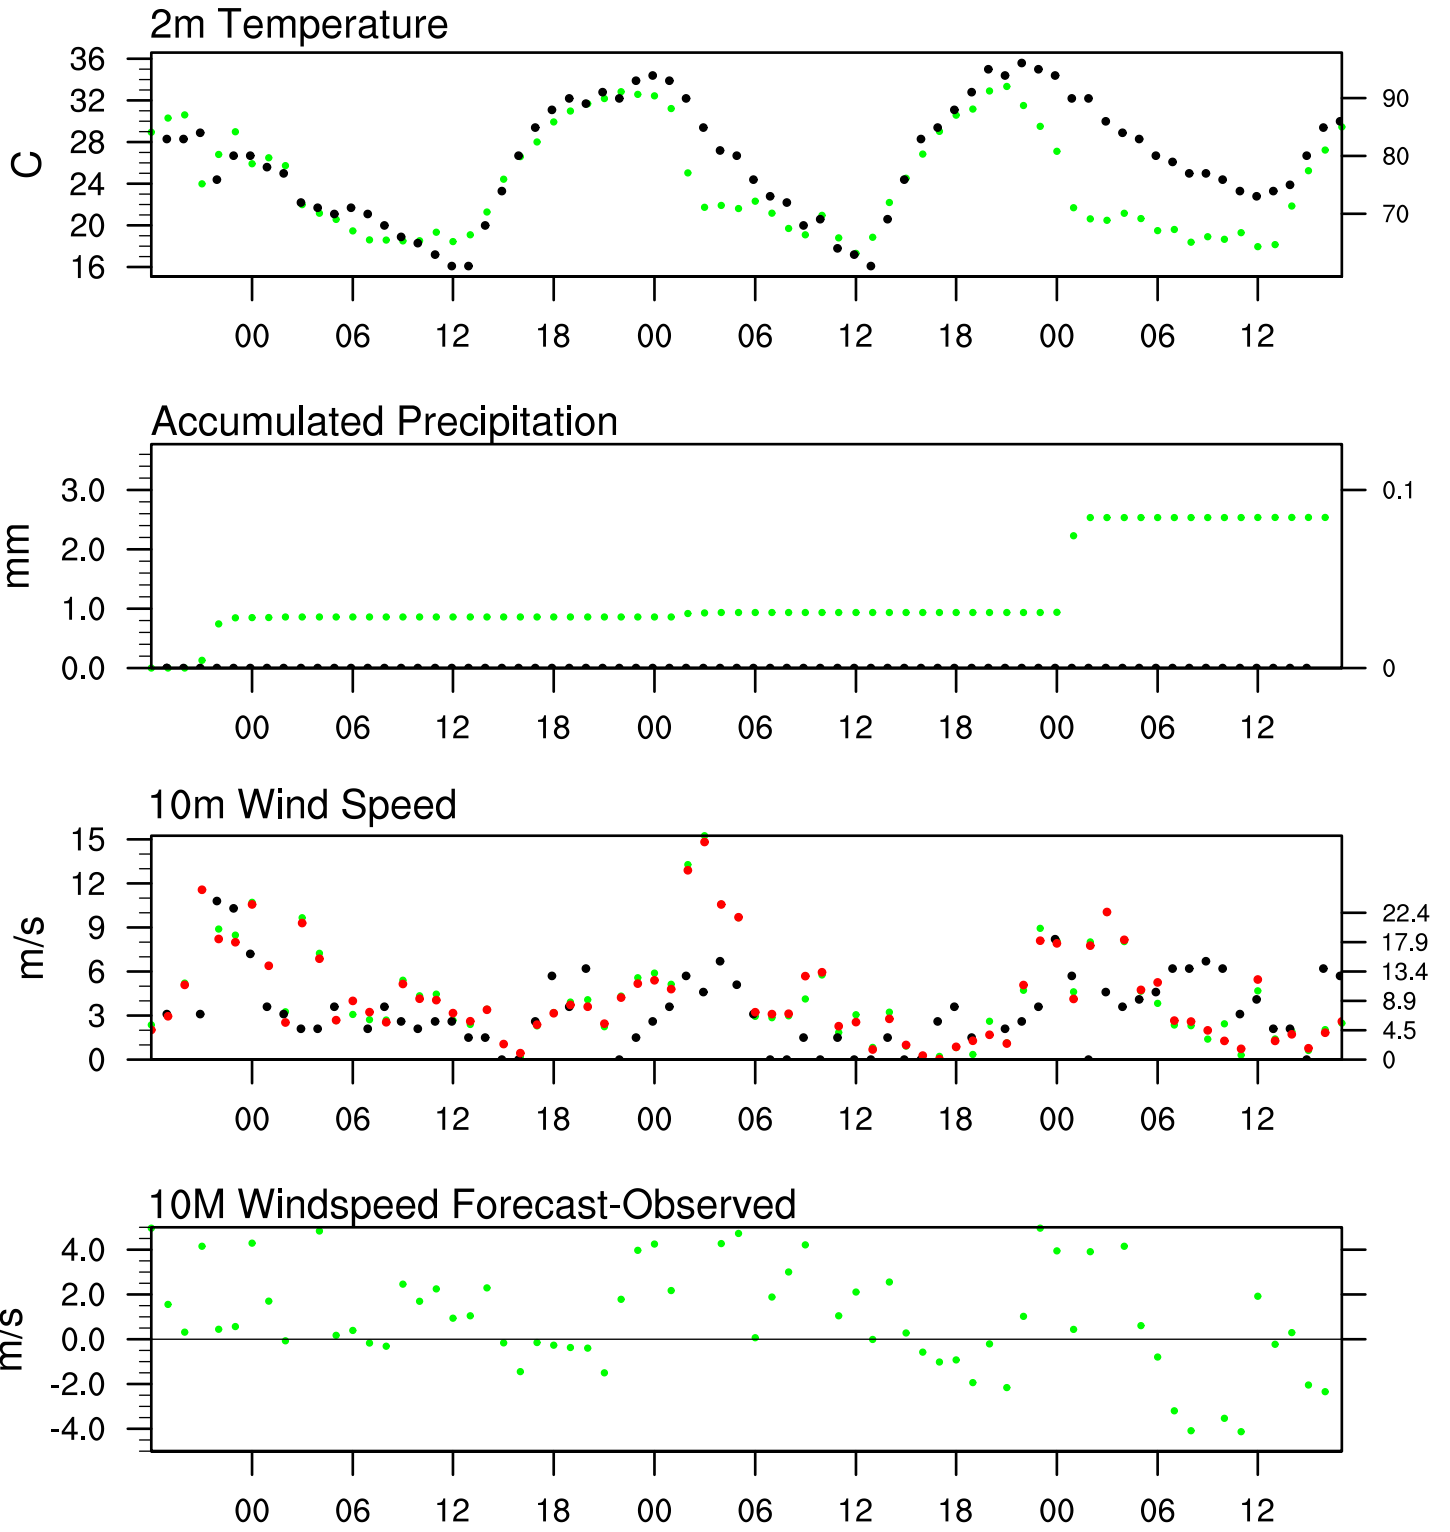 2m Temperature
36
32
28
24
20
16
C
90
80
70
00 06 12 18 00 06 12 18 00 06 12
Accumulated Precipitation
3.0
2.0
1.0
0.0
mm
0.1
0
00 06 12 18 00 06 12 18 00 06 12
10m Wind Speed
15
12
9
6
3
0
m/s
22.4
17.9
13.4
8.9
4.5
0
00 06 12 18 00 06 12 18 00 06 12
10M Windspeed Forecast-Observed
4.0
2.0
0.0
-2.0
-4.0
m/s
00 06 12 18 00 06 12 18 00 06 12